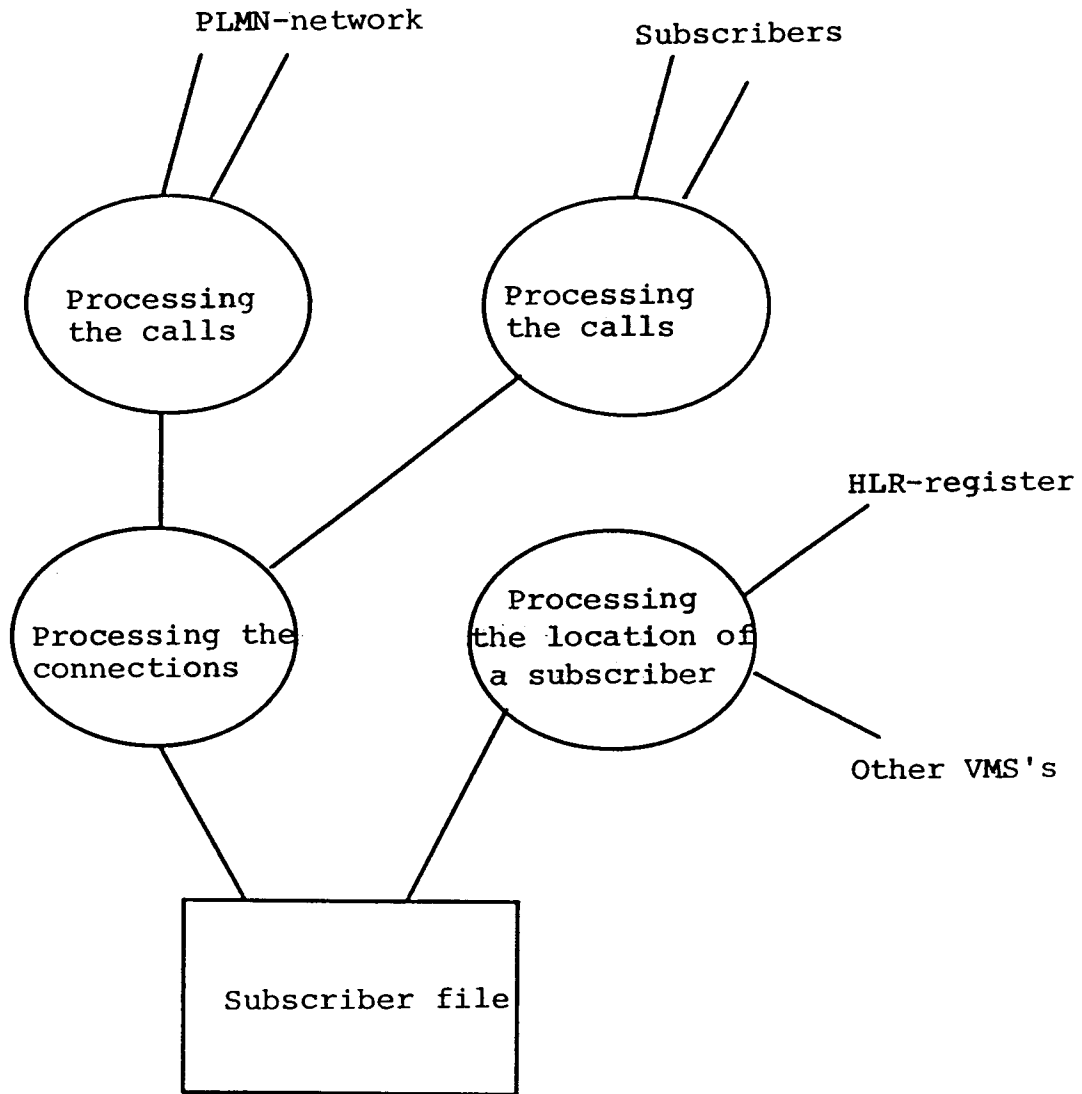 PLMN-network
Subscribers
Processing
the calls
Processing
the calls
HLR-register
Processing the
connections
Processing
the location of
a subscriber
Other VMS's
Subscriber file